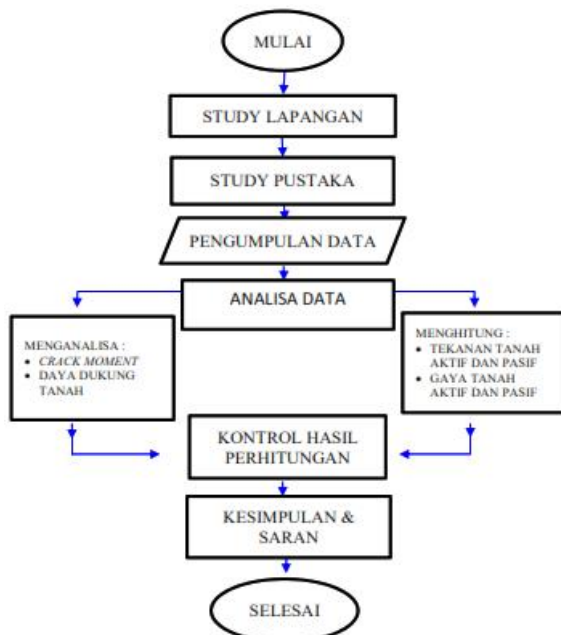 MULAI
STUDY LAPANGAN
STUDY PUSTAKA
PENGUMPULAN DATA
ANALISA DATA
MENGANALISA :
• CRACK MOMENT
• DAYA DUKUNG
TANAH
MENGHITUNG :
• TEKANAN TANAH
AKTIF DAN PASIF
• GAYA TANAH
AKTIF DAN PASIF
KONTROL HASIL
PERHITUNGAN
KESIMPULAN &
SARAN
SELESAI